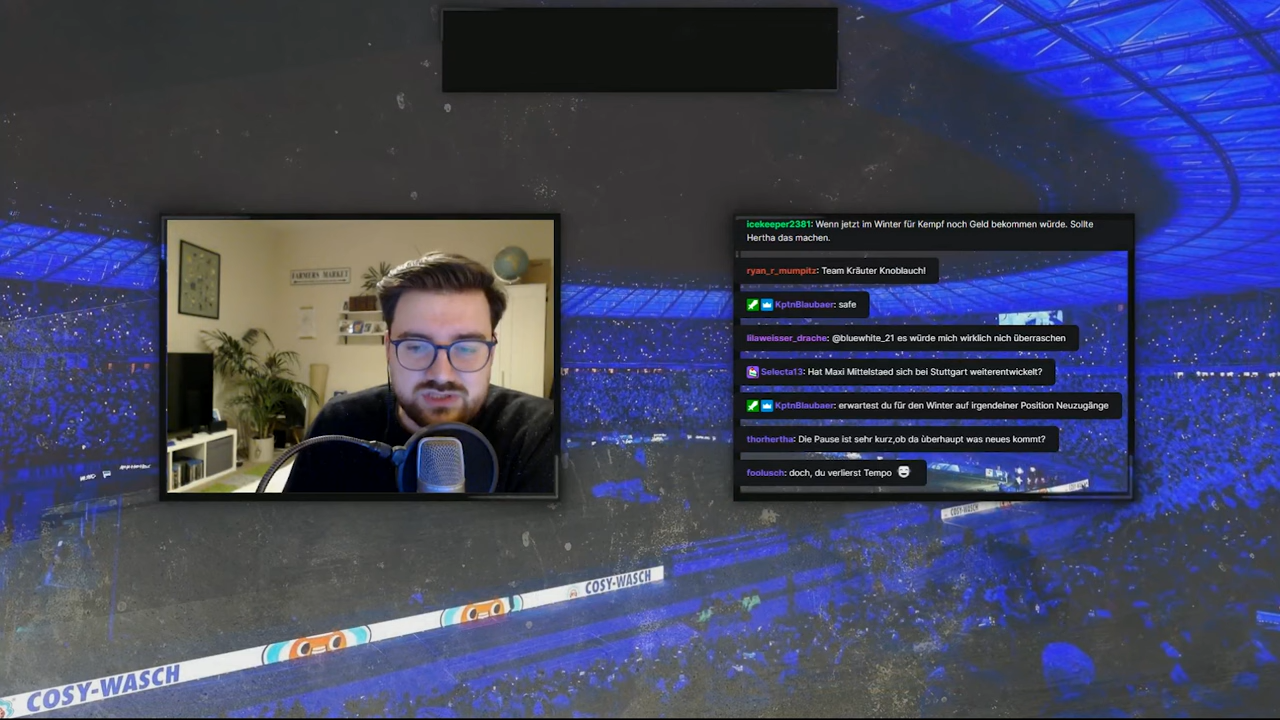 FARMERS MARKET
icekeeper2381: Wenn jetzt im Winter für Kempf noch Geld bekommen würde. Sollte
Hertha das machen.
ryan_r_mumpitz: Team Kräuter Knoblauch!
KptnBlaubaer: safe
lilaweisser_drache: @bluewhite_21 es würde mich wirklich nich überraschen
Selecta13: Hat Maxi Mittelstaed sich bei Stuttgart weiterentwickelt?
KptnBlaubaer: erwartest du für den Winter auf irgendeiner Position Neuzugänge
thorhertha: Die Pause ist sehr kurz,ob da überhaupt was neues kommt?
foolusch: doch, du verlierst Tempo
COSY-WASCH
COSY-WASCH
COSY-WASCH